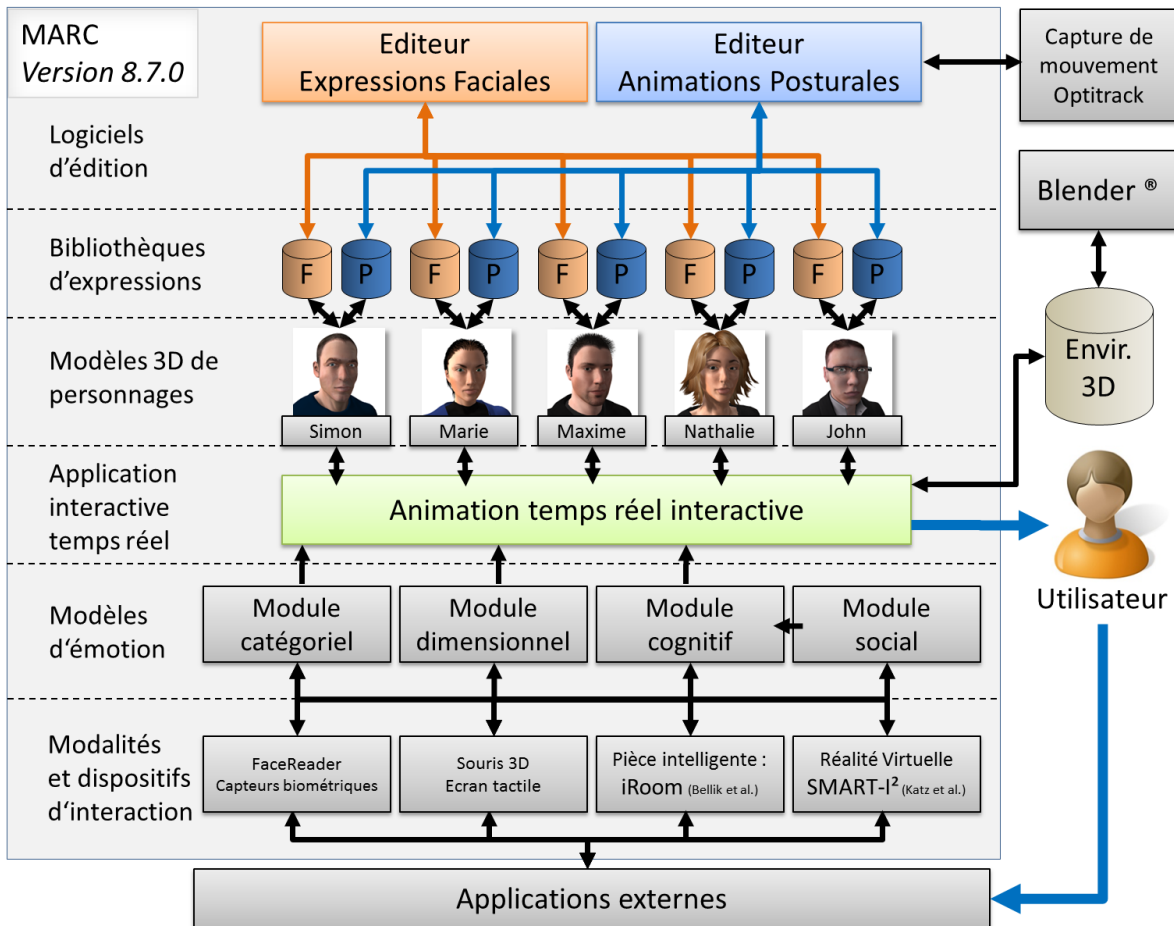 MARC
Version 8.7.0
Editeur
Expressions Faciales
Editeur
Animations Posturales
Capture de
mouvement
Optitrack
Logiciels
d'édition
Blender ®
Bibliothèques
d'expressions
F P F P F P F P F P
Envir.
3D
Modèles 3D de
personnages
Simon Marie Maxime Nathalie John
Application
interactive
temps réel
Animation temps réel interactive
Utilisateur
Modèles
d'émotion
Module
catégoriel
Module
dimensionnel
Module
cognitif
Module
social
Modalités
et dispositifs
d'interaction
FaceReader
Capteurs biométriques
Souris 3D
Ecran tactile
Pièce intelligente :
iRoom (Bellik et al.)
Réalité Virtuelle
SMART-I² (Katz et al.)
Applications externes